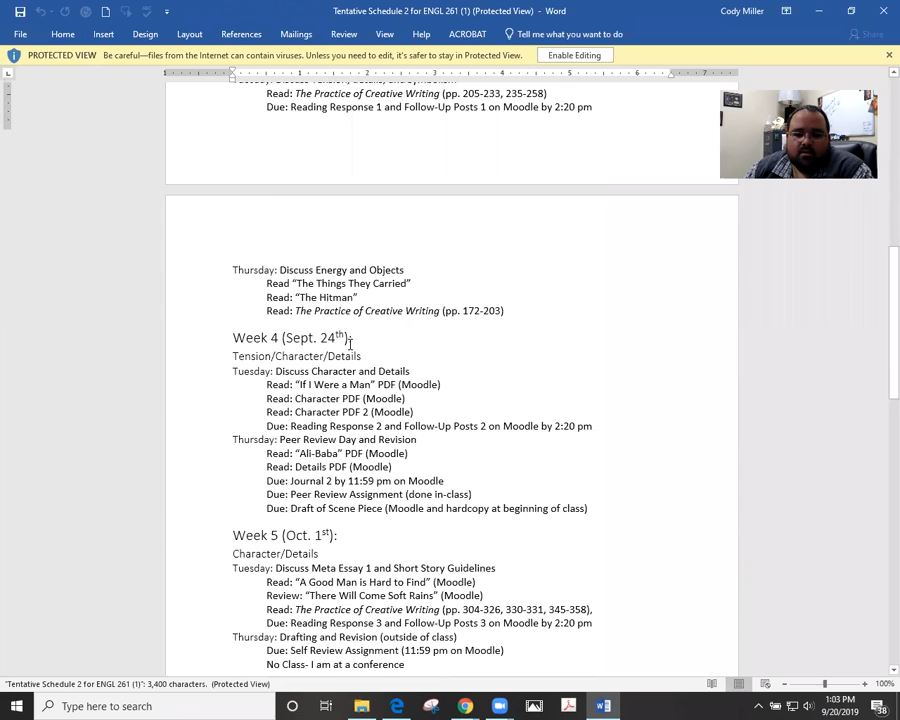 Tentative Schedule 2 for ENGL 261 (1) (Protected View) - Word
Cody Miller
File Home Insert Design Layout References Mailings Review View Help ACROBAT Tell me what you want to do Share
PROTECTED VIEW Be careful—files from the Internet can contain viruses. Unless you need to edit, it's safer to stay in Protected View. Enable Editing
1 1 2 3 4 5 6 7
Read: The Practice of Creative Writing (pp. 205-233, 235-258)
Due: Reading Response 1 and Follow-Up Posts 1 on Moodle by 2:20 pm
Thursday: Discuss Energy and Objects
Read “The Things They Carried”
Read: “The Hitman”
Read: The Practice of Creative Writing (pp. 172-203)
Week 4 (Sept. 24th):
Tension/Character/Details
Tuesday: Discuss Character and Details
Read: “If I Were a Man” PDF (Moodle)
Read: Character PDF (Moodle)
Read: Character PDF 2 (Moodle)
Due: Reading Response 2 and Follow-Up Posts 2 on Moodle by 2:20 pm
Thursday: Peer Review Day and Revision
Read: “Ali-Baba” PDF (Moodle)
Read: Details PDF (Moodle)
Due: Journal 2 by 11:59 pm on Moodle
Due: Peer Review Assignment (done in-class)
Due: Draft of Scene Piece (Moodle and hardcopy at beginning of class)
Week 5 (Oct. 1st):
Character/Details
Tuesday: Discuss Meta Essay 1 and Short Story Guidelines
Read: “A Good Man is Hard to Find” (Moodle)
Review: “There Will Come Soft Rains” (Moodle)
Read: The Practice of Creative Writing (pp. 304-326, 330-331, 345-358),
Due: Reading Response 3 and Follow-Up Posts 3 on Moodle by 2:20 pm
Thursday: Drafting and Revision (outside of class)
Due: Self Review Assignment (11:59 pm on Moodle)
No Class- I am at a conference
"Tentative Schedule 2 for ENGL 261 (1)": 3,400 characters. (Protected View) 100%
Type here to search
1:03 PM
9/20/2019
38